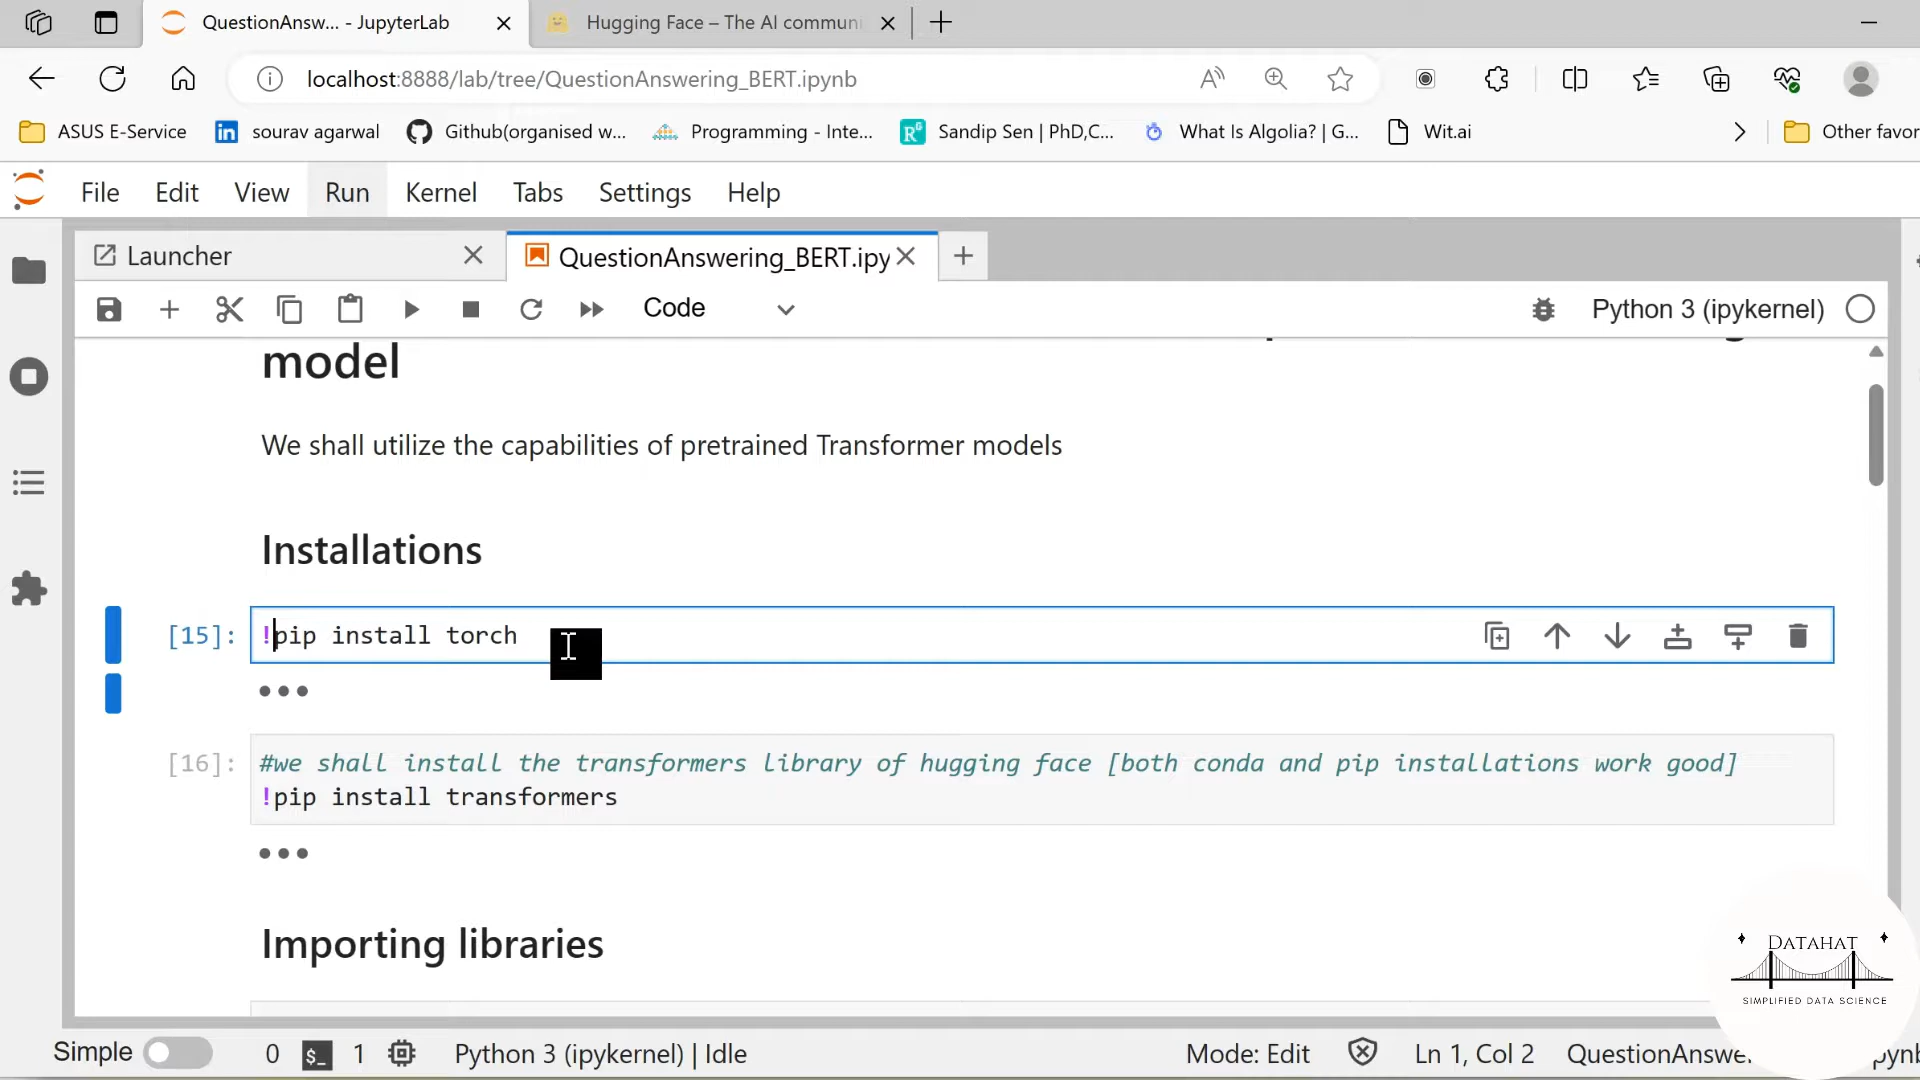 QuestionAnsw... - JupyterLab
Hugging Face – The AI commun
localhost:8888/lab/tree/QuestionAnswering_BERT.ipynb
ASUS E-Service
sourav agarwal
Github(organised w...
Programming - Inte...
Sandip Sen | PhD,C...
What Is Algolia? | G...
Wit.ai
Other favor
File Edit View Run Kernel Tabs Settings Help
Launcher
QuestionAnswering_BERT.ipy
Code
Python 3 (ipykernel)
model
We shall utilize the capabilities of pretrained Transformer models
Installations
[15]: !pip install torch
[16]: #we shall install the transformers library of hugging face [both conda and pip installations work good]
!pip install transformers
Importing libraries
DATAHAT
SIMPLIFIED DATA SCIENCE
Simple 0 $_ 1 Python 3 (ipykernel) | Idle Mode: Edit Ln 1, Col 2 QuestionAnswe